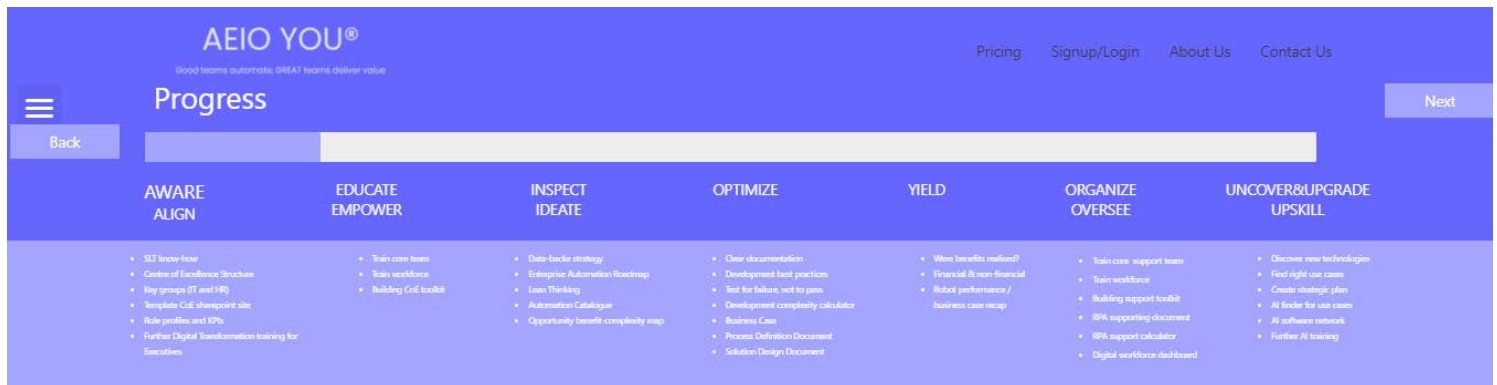 AEIO YOU®
Good teams automate, GREAT teams deliver value
Pricing
Signup/Login
About Us
Contact Us
Progress
Next
Back
AWARE
ALIGN
EDUCATE
EMPOWER
INSPECT
IDEATE
OPTIMIZE
YIELD
ORGANIZE
OVERSEE
UNCOVER&UPGRADE
UPSKILL
• SLT know-how
• Centre of Excellence Structure
• Key groups (IT and HR)
• Template CoE sharepoint site
• Role profiles and KPIs
• Further Digital Transformation training for
Executives
• Train core team
• Train workforce
• Building CoE toolkit
• Data-backe strategy
• Enterprise Automation Roadmap
• Lean Thinking
• Automation Catalogue
• Opportunity benefit-complexity map
• Clear documentation
• Development best practices
• Test for failure, not to pass
• Development complexity calculator
• Business Case
• Process Definition Document
• Solution Design Document
• Were benefits realised?
• Financial & non-financial
• Robot performance /
business case recap
• Train core support team
• Train workforce
• Building support toolkit
• RPA supporting document
• RPA support calculator
• Digital workforce dashboard
• Discover new technologies
• Find right use cases
• Create strategic plan
• AI finder for use cases
• AI software network
• Further AI training